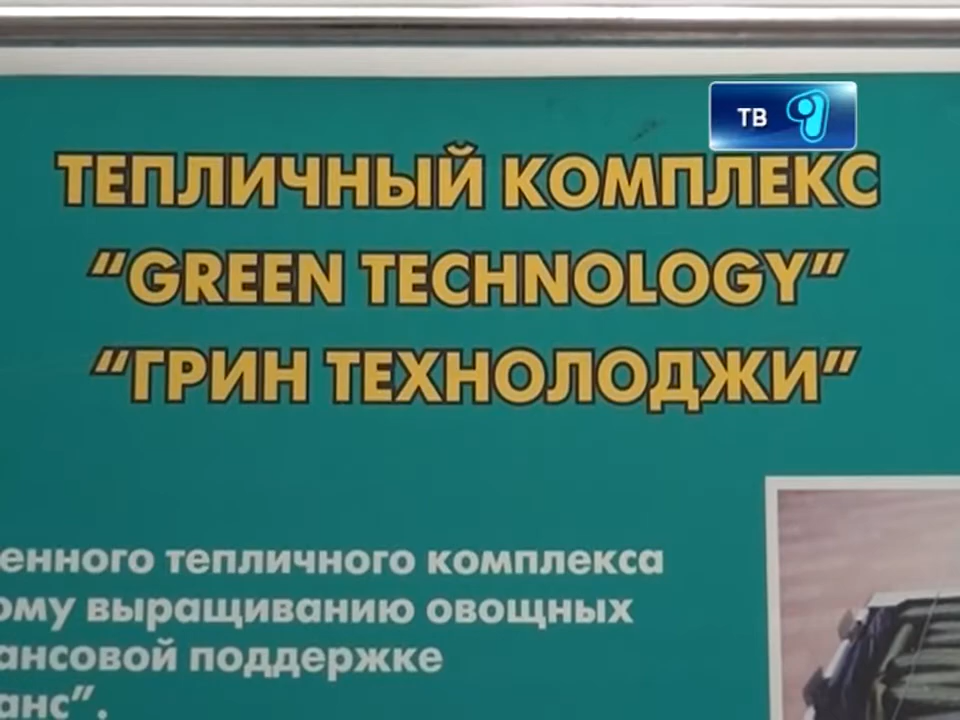 ТВ
ТЕПЛИЧНЫЙ КОМПЛЕКС
“GREEN TECHNOLOGY”
“ГРИН ТЕХНОЛОДЖИ”
енного тепличного комплекса
ому выращиванию овощных
ансовой поддержке
анс”.